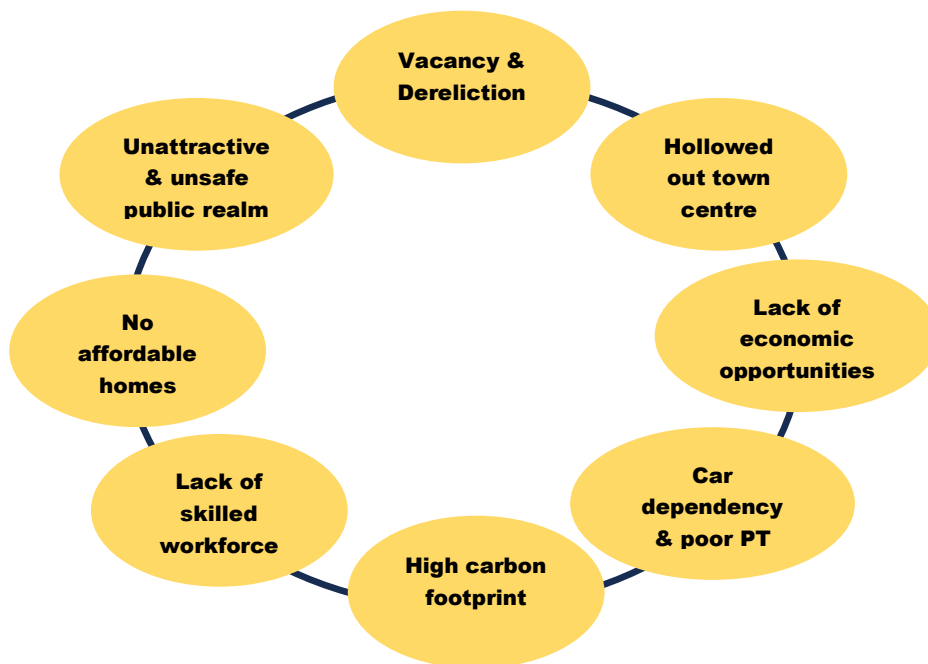 Vacancy &
Dereliction
Hollowed
out town
centre
Lack of
economic
opportunities
Car
dependency
& poor PT
High carbon
footprint
Lack of
skilled
workforce
No
affordable
homes
Unattractive
& unsafe
public realm